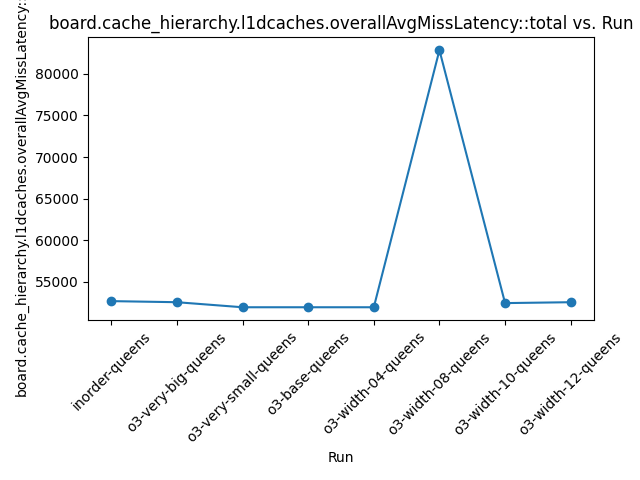 board.cache_hierarchy.l1dcaches.overallAvgMissLatency::total vs. Run
board.cache_hierarchy.l1dcaches.overallAvgMissLatency::
80000
75000
70000
65000
60000
55000
inorder-queens
o3-very-big-queens
o3-very-small-queens
o3-base-queens
o3-width-04-queens
o3-width-08-queens
o3-width-10-queens
o3-width-12-queens
Run